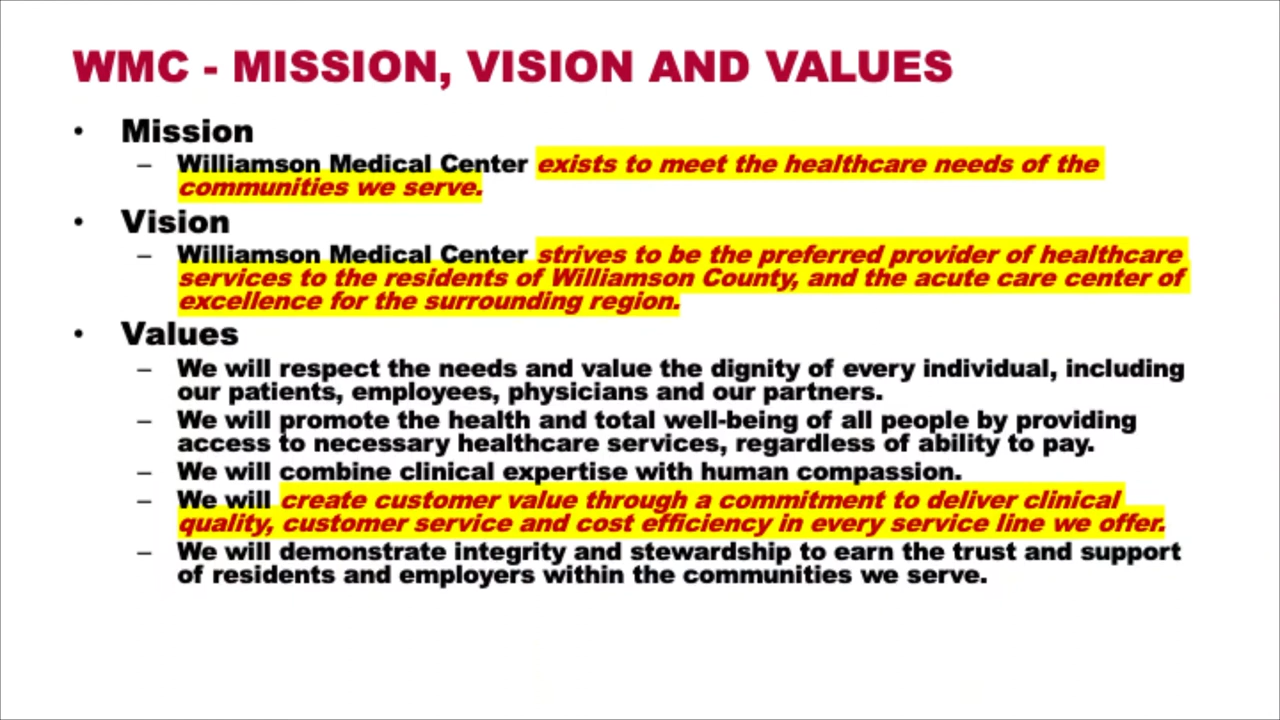 WMC - MISSION, VISION AND VALUES
• Mission
– Williamson Medical Center exists to meet the healthcare needs of the
communities we serve.
• Vision
– Williamson Medical Center strives to be the preferred provider of healthcare
services to the residents of Williamson County, and the acute care center of
excellence for the surrounding region.
• Values
– We will respect the needs and value the dignity of every individual, including
our patients, employees, physicians and our partners.
– We will promote the health and total well-being of all people by providing
access to necessary healthcare services, regardless of ability to pay.
– We will combine clinical expertise with human compassion.
– We will create customer value through a commitment to deliver clinical
quality, customer service and cost efficiency in every service line we offer.
– We will demonstrate integrity and stewardship to earn the trust and support
of residents and employers within the communities we serve.